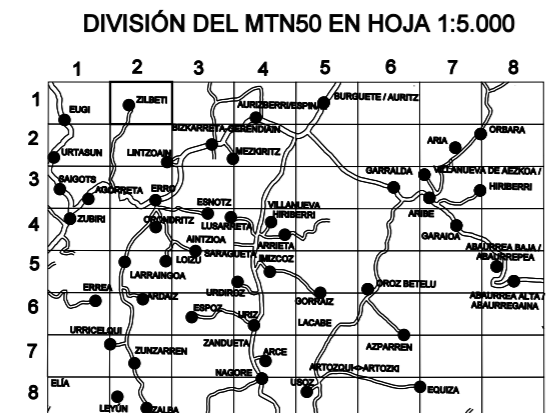 DIVISIÓN DEL MTN50 EN HOJA 1:5.000
1 2 3 4 5 6 7 8
1
ZILBETI
EUGI
AURIZBERRI/ESPINAL
BURGUETE / AURITZ
2
BIZKARRETA-GERENDIAIN
ORBARA
ARIA
URTASUN
LINTZOAIN
MEZKIRITZ
3
GARRALDA
VILLANUEVA DE AEZKOA /
HIRIBERRI
SAIGOTS
AGORRETA
ERRO
ESNOTZ
VILLANUEVA
HIRIBERRI
ARIBE
4
ZUBIRI
ORONDRITZ
LUSARRETA
GARAIOA
AINTZIOA
ARRIETA
ABAURREA BAJA /
ABAURREPEA
5
LOIZU
SARAGUETA
IMIZCOZ
LARRAINGOA
ERREA
ARDAIZ
URDIROZ
GORRAIZ
OROZ BETELU
ABAURREA ALTA /
ABAURREGAINA
6
ESPOZ
URIZ
LACABE
URRICELQUI
ZANDUETA
AZPARREN
7
ZUNZARREN
ARCE
NAGORE
ARTOZQUI<>ARTOZKI
8
ELÍA
USOZ
EQUIZA
LEYÚN
ZALBA